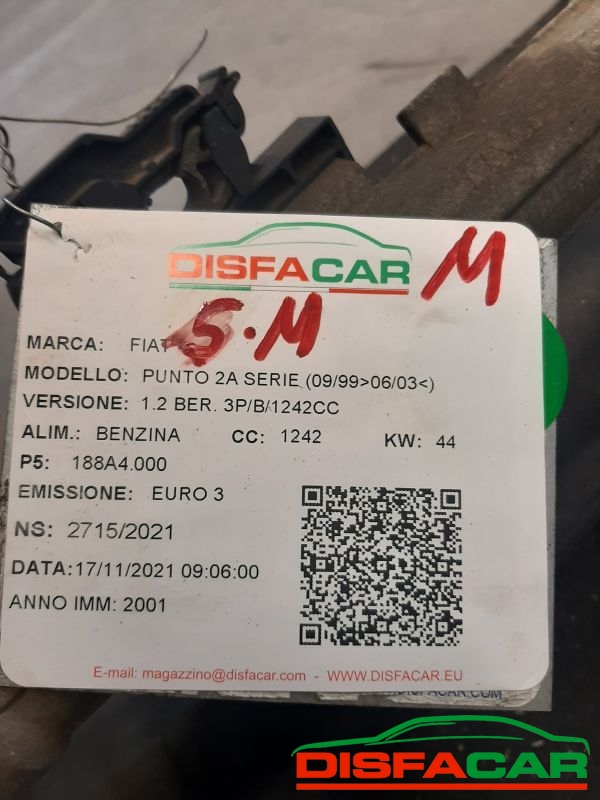 DISFACAR
M
S.M
MARCA: FIAT
MODELLO: PUNTO 2A SERIE (09/99>06/03<)
VERSIONE: 1.2 BER. 3P/B/1242CC
ALIM.: BENZINA CC: 1242 KW: 44
P5: 188A4.000
EMISSIONE: EURO 3
NS: 2715/2021
DATA:17/11/2021 09:06:00
ANNO IMM: 2001
E-mail: magazzino@disfacar.com - WWW.DISFACAR.EU
DISFACAR.COM
DISFACAR